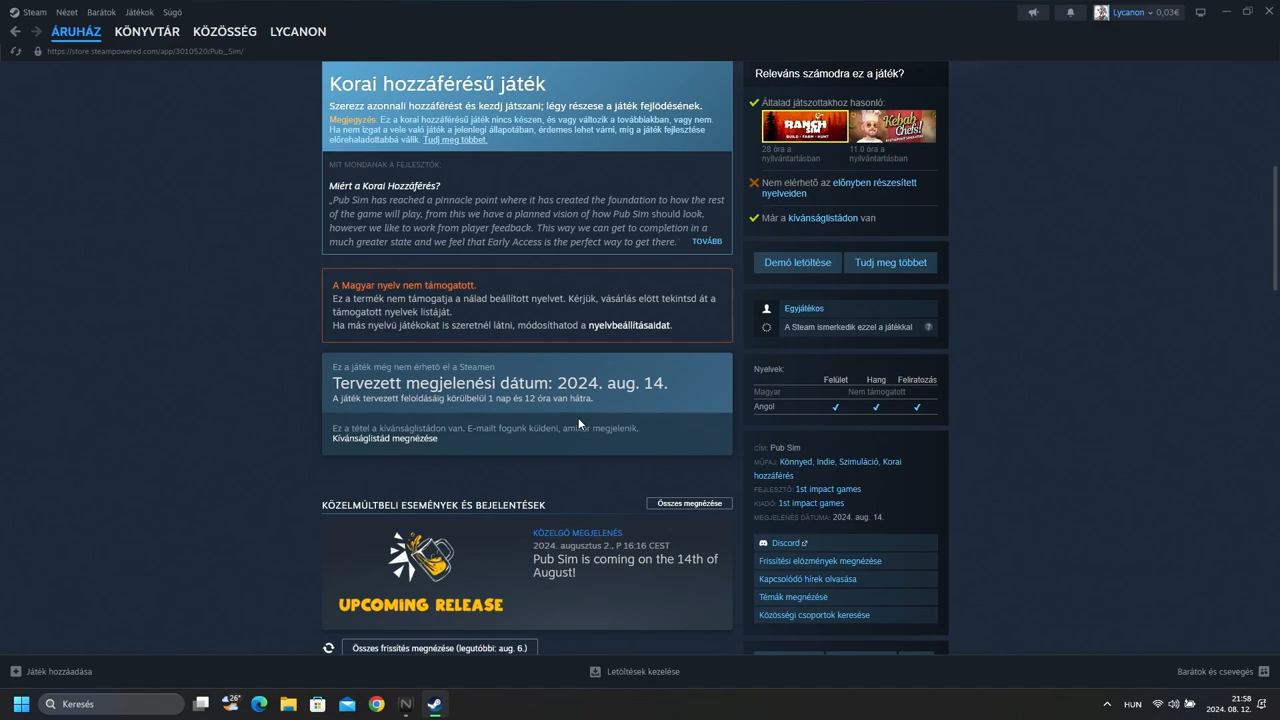 Steam Nézet Barátok Játékok Súgó
Lycanon 0,03€
ÁRUHÁZ KÖNYVTÁR KÖZÖSSÉG LYCANON
https://store.steampowered.com/app/3010520/Pub_Sim/
Korai hozzáférésű játék
Szerezz azonnali hozzáférést és kezdj játszani; légy részese a játék fejlődésének.
Megjegyzés: Ez a korai hozzáférésű játék nincs készen, és vagy változik a továbbiakban, vagy nem.
Ha nem izgat a vele való játék a jelenlegi állapotában, érdemes lehet várni, míg a játék fejlesztése
előrehaladottabbá válik. Tudj meg többet.
MIT MONDANAK A FEJLESZTŐK:
Miért a Korai Hozzáférés?
„Pub Sim has reached a pinnacle point where it has created the foundation to how the rest
of the game will play, from this we have a planned vision of how Pub Sim should look,
however we like to work from player feedback. This way we can get to completion in a
much greater state and we feel that Early Access is the perfect way to get there.
TOVÁBB
A Magyar nyelv nem támogatott.
Ez a termék nem támogatja a nálad beállított nyelvet. Kérjük, vásárlás előtt tekintsd át a
támogatott nyelvek listáját.
Ha más nyelvű játékokat is szeretnél látni, módosíthatod a nyelvbeállításaidat.
Ez a játék még nem érhető el a Steamen
Tervezett megjelenési dátum: 2024. aug. 14.
A játék tervezett feloldásáig körülbelül 1 nap és 12 óra van hátra.
Ez a tétel a kívánságlistádon van. E-mailt fogunk küldeni, amikor megjelenik.
Kívánságlistád megnézése
KÖZELMÚLTBELI ESEMÉNYEK ÉS BEJELENTÉSEK
Összes megnézése
UPCOMING RELEASE
KÖZELGŐ MEGJELENÉS
2024. augusztus 2., P 16:16 CEST
Pub Sim is coming on the 14th of
August!
Összes frissítés megnézése (legutóbbi: aug. 6.)
Releváns számodra ez a játék?
Általad játszottakhoz hasonló:
RANCH SIM
BUILD • FARM • HUNT
Kebab Chefs!
28 óra a
nyilvántartásban
11.0 óra a
nyilvántartásban
Nem elérhető az előnyben részesített
nyelveiden
Már a kívánságlistádon van
Demó letöltése
Tudj meg többet
Egyjátékos
A Steam ismerkedik ezzel a játékkal ?
Nyelvek:
Felület Hang Feliratozás
Magyar Nem támogatott
Angol ✔ ✔ ✔
CÍM: Pub Sim
MŰFAJ: Könnyed, Indie, Szimuláció, Korai
hozzáférés
FEJLESZTŐ: 1st impact games
KIADÓ: 1st impact games
MEGJELENÉS DÁTUMA: 2024. aug. 14.
Discord
Frissítési előzmények megnézése
Kapcsolódó hírek olvasása
Témák megnézése
Közösségi csoportok keresése
Játék hozzáadása
Letöltések kezelése
Barátok és csevegés
26°
Keresés
HUN
21:58
2024. 08. 12.